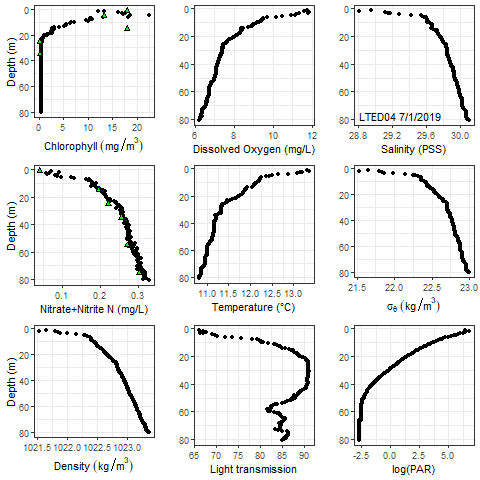 0
20
40
60
80
Depth (m)
0 5 10 15 20
Chlorophyll (mg/m³)
0
20
40
60
80
6 8 10 12
Dissolved Oxygen (mg/L)
0
20
40
60
80
LTED04 7/1/2019
28.8 29.2 29.6 30.0
Salinity (PSS)
0
20
40
60
80
Depth (m)
0.1 0.2 0.3
Nitrate+Nitrite N (mg/L)
0
20
40
60
80
11.0 11.5 12.0 12.5 13.0
Temperature (°C)
0
20
40
60
80
21.5 22.0 22.5 23.0
σθ (kg/m³)
0
20
40
60
80
Depth (m)
1021.5 1022.0 1022.5 1023.0
Density (kg/m³)
0
20
40
60
80
65 70 75 80 85 90
Light transmission
0
20
40
60
80
-2.5 0.0 2.5 5.0
log(PAR)